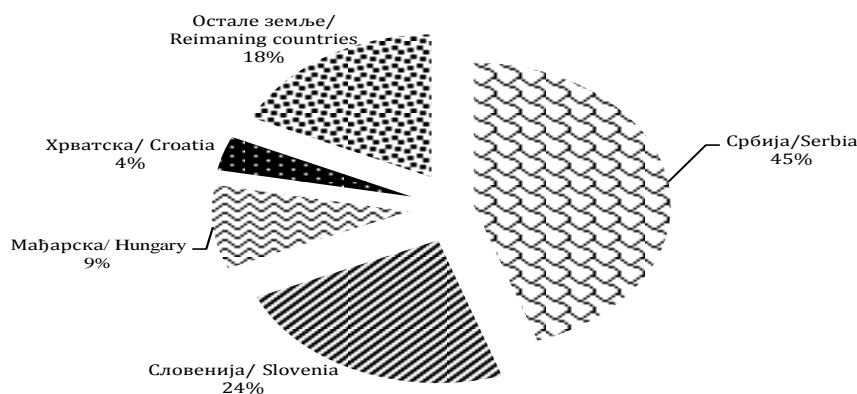 Остале земље/
Reimaning countries
18%
Хрватска/ Croatia
4%
Србија/Serbia
45%
Мађарска/ Hungary
9%
Словенија/ Slovenia
24%